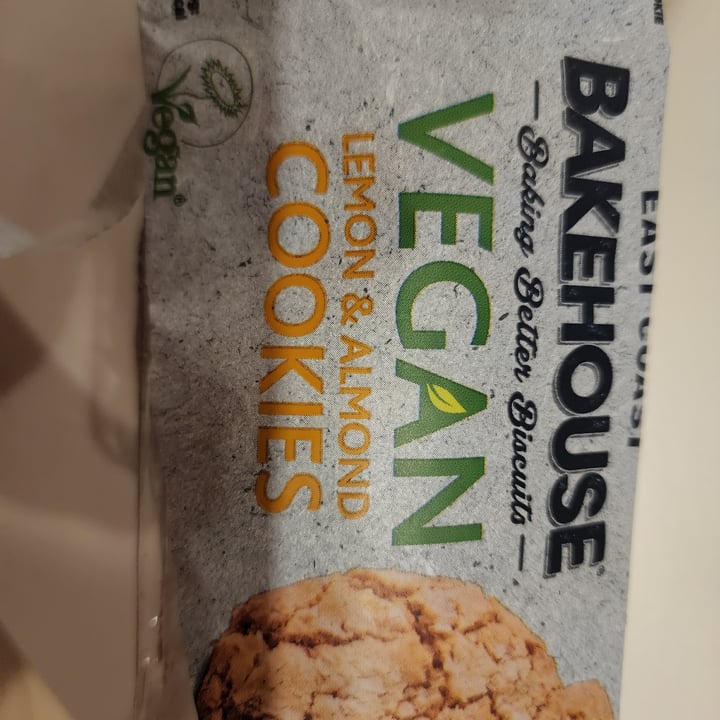 EAST COAST
BAKEHOUSE®
— Baking Better Biscuits —
VEGAN
LEMON & ALMOND
COOKIES
Vegan®